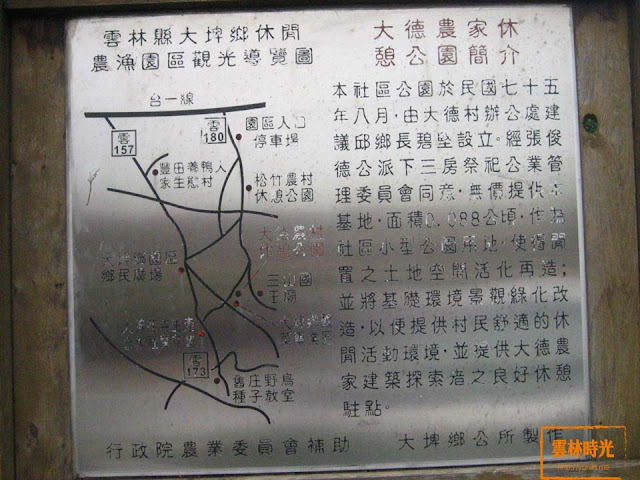 雲林縣大埤鄉休閒
農漁園區觀光導覽圖
台一線
雲
157
雲
180
園區入口
停車場
豐田養鴨人
家生態村
松竹農村
休憩公園
鄉民廣場
三山國
王廟
雲
173
舊庄野鳥
種子教室
大德農家休
憩公園簡介
本社區公園於民國七十五
年八月,由大德村辦公處建
議邱鄉長碧堅設立。經張俊
德公派下三房祭祀公業管
理委員會同意,無償提供本
基地,面積0.088公頃,作為
社區小型公園用地,使得閒
置之土地空間活化再造;
並將基礎環境景觀綠化改
造,以使提供村民舒適的休
閒活動環境,並提供大德農
家建築探索者之良好休憩
駐點。
行政院農業委員會補助
大埤鄉公所製作
雲林時光